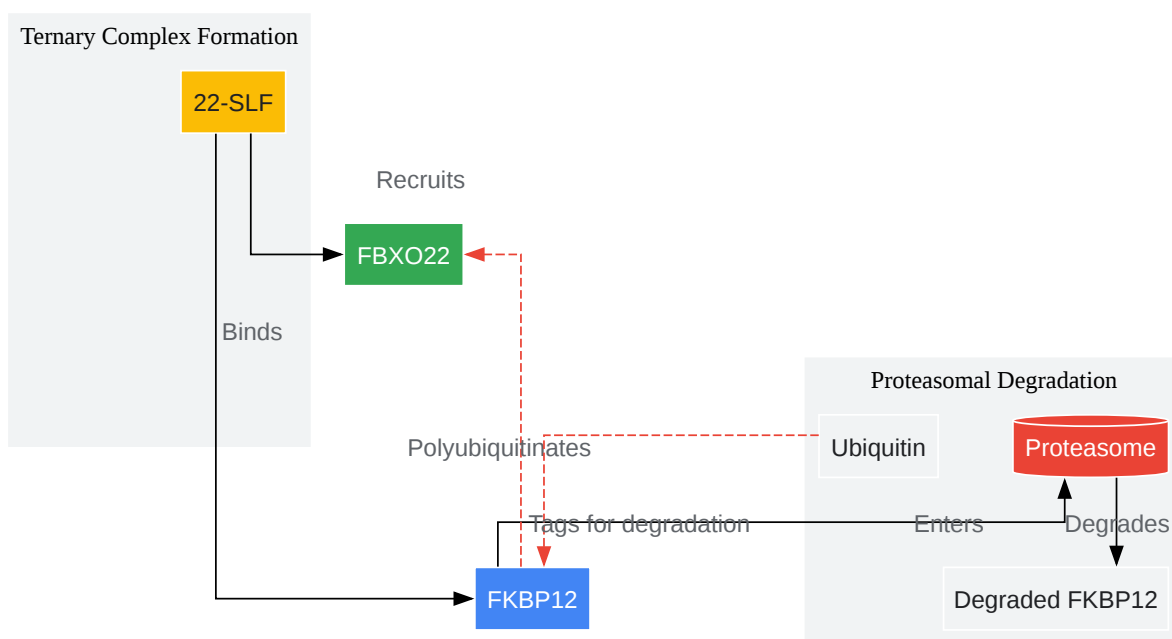 Ternary Complex Formation
22-SLF
Recruits
FBXO22
Binds
Proteasomal Degradation
Polyubiquitinates
Ubiquitin
Proteasome
Tags for degradation
Enters
Degrades
FKBP12
Degraded FKBP12